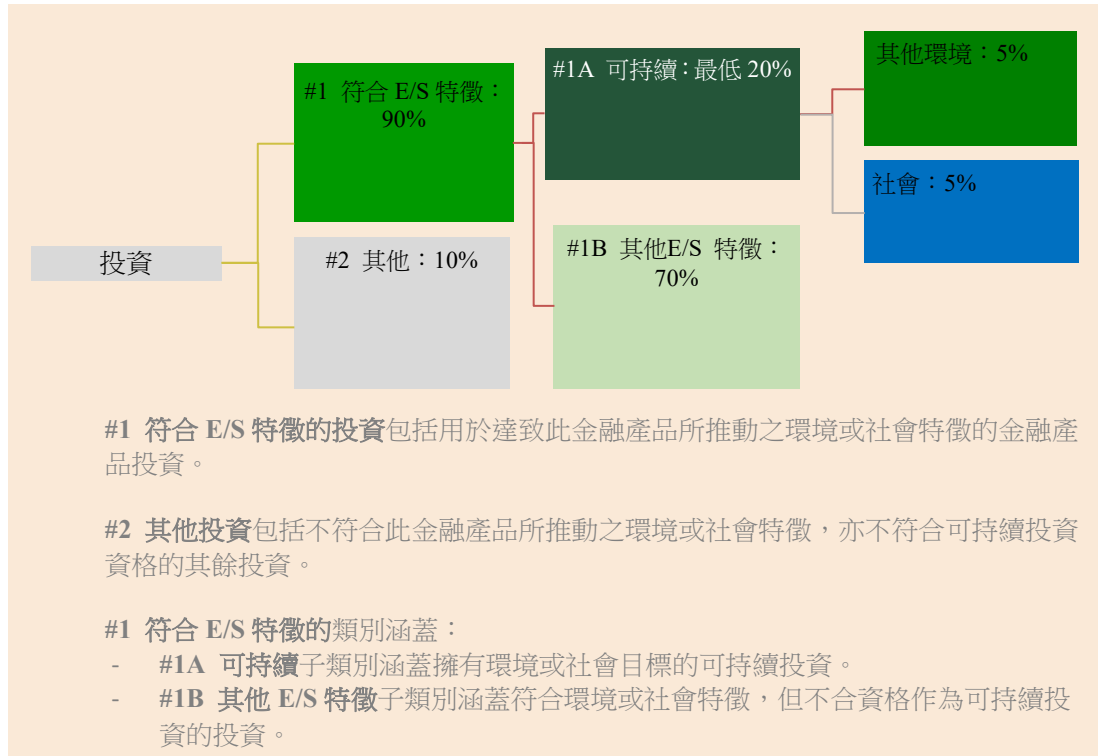 #1 符合 E/S 特徵：
90%
#1A 可持續：最低 20%
其他環境：5%
社會：5%
投資
#2 其他：10%
#1B 其他E/S 特徵：
70%
#1 符合 E/S 特徵的投資包括用於達致此金融產品所推動之環境或社會特徵的金融產
品投資。
#2 其他投資包括不符合此金融產品所推動之環境或社會特徵，亦不符合可持續投資
資格的其餘投資。
#1 符合 E/S 特徵的類別涵蓋：
- #1A 可持續子類別涵蓋擁有環境或社會目標的可持續投資。
- #1B 其他 E/S 特徵子類別涵蓋符合環境或社會特徵，但不合資格作為可持續投
資的投資。